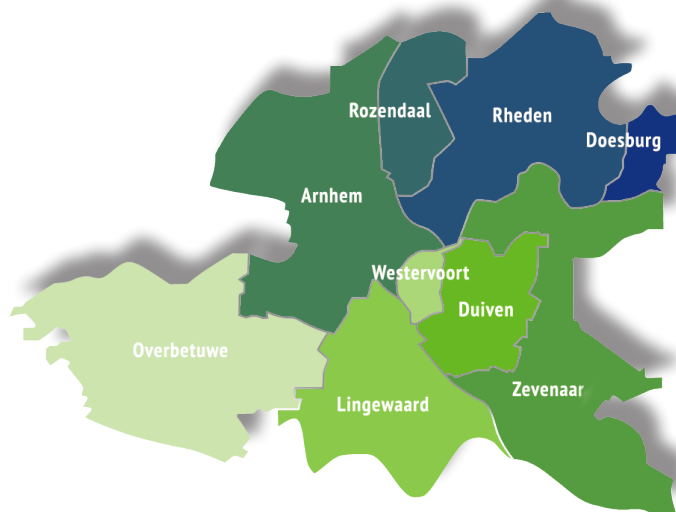 Rozendaal
Rheden
Doesburg
Arnhem
Westervoort
Duiven
Overbetuwe
Zevenaar
Lingewaard